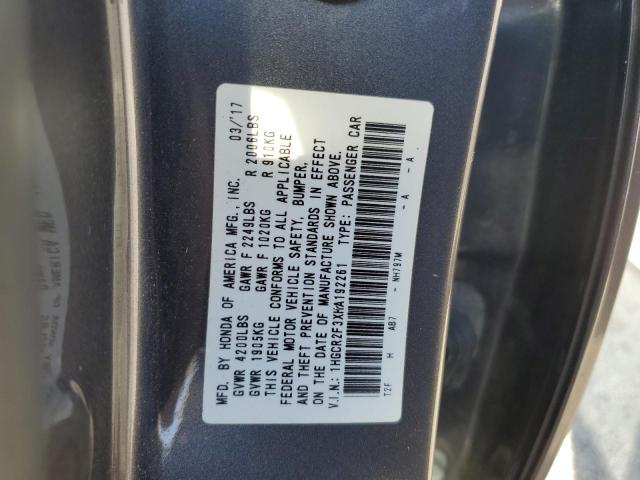 MFD. BY HONDA OF AMERICA MFG., INC. 03/'17
GVWR 4200LBS GAWR F 2249LBS R 2006LBS
GVWR 1905KG GAWR F 1020KG R 910KG
THIS VEHICLE CONFORMS TO ALL APPLICABLE
FEDERAL MOTOR VEHICLE SAFETY, BUMPER,
AND THEFT PREVENTION STANDARDS IN EFFECT
ON THE DATE OF MANUFACTURE SHOWN ABOVE.
V.I.N.: 1HGCR2F3XHA192261 TYPE: PASSENGER CAR
T2F H AB7 - NH797M - A - A